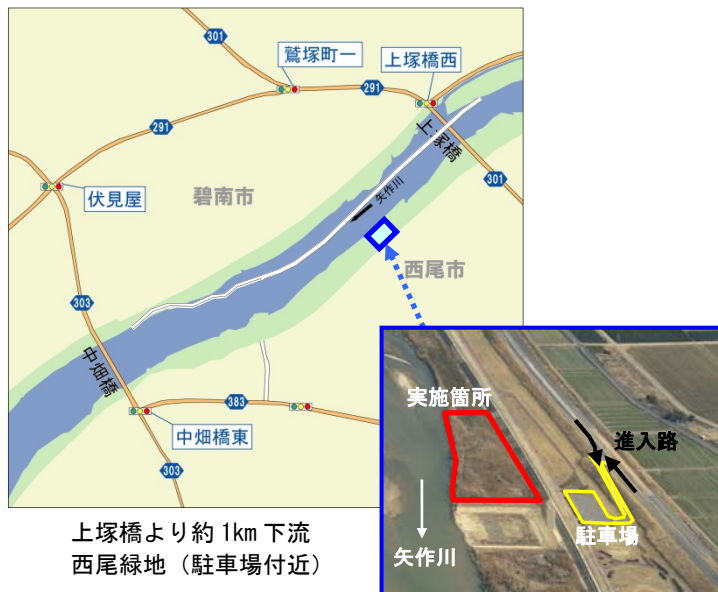 301
鷲塚町一
上塚橋西
291
291
上塚橋
301
伏見屋
碧南市
矢作川
西尾市
303
中畑橋
383
中畑橋東
303
実施箇所
進入路
駐車場
矢作川
上塚橋より約1km下流
西尾緑地（駐車場付近）